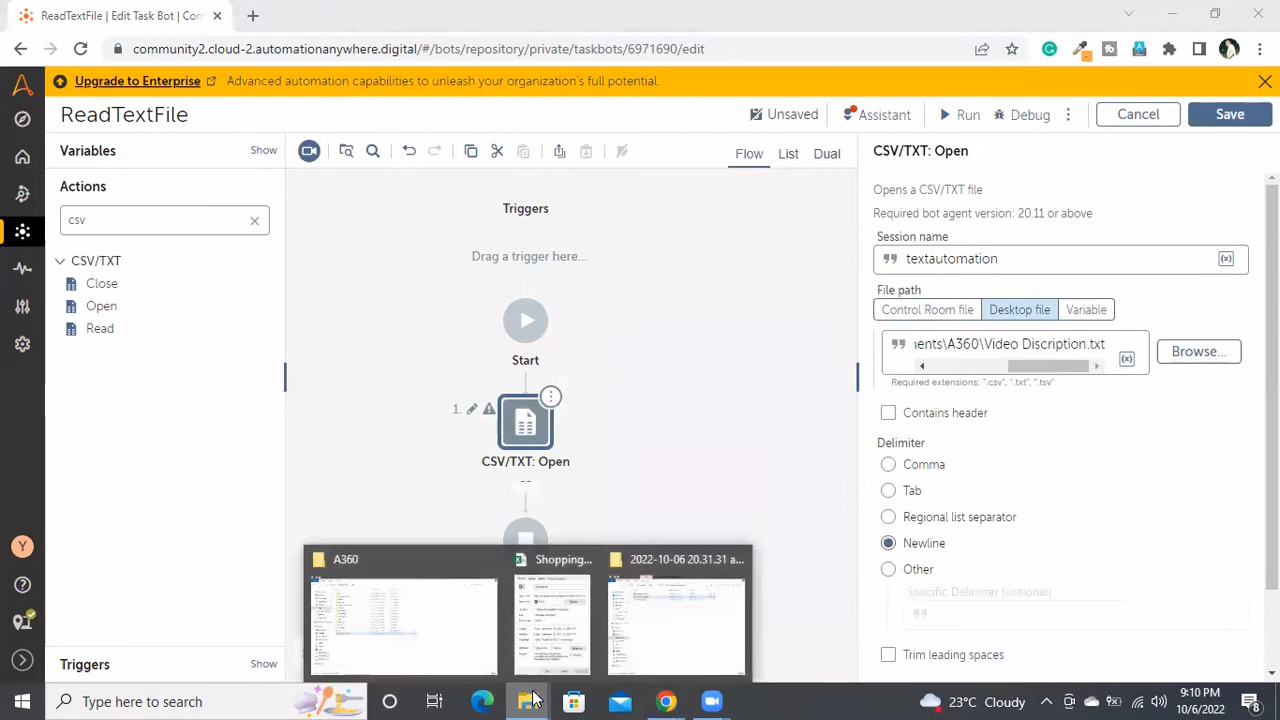 ReadTextFile | Edit Task Bot | Con
community2.cloud-2.automationanywhere.digital/#/bots/repository/private/taskbots/6971690/edit
Upgrade to Enterprise Advanced automation capabilities to unleash your organization's full potential.
ReadTextFile
Unsaved
Assistant
Run
Debug
Cancel
Save
Variables
Show
Flow
List
Dual
CSV/TXT: Open
Actions
csv
CSV/TXT
Close
Open
Read
Triggers
Show
Triggers
Drag a trigger here...
Start
1.
CSV/TXT: Open
--
Opens a CSV/TXT file
Required bot agent version: 20.11 or above
Session name
textautomation
(x)
File path
Control Room file
Desktop file
Variable
ients\A360\Video Discription.txt
(x)
Browse...
Required extensions: ".csv", ".txt", ".tsv"
Contains header
Delimiter
Comma
Tab
Regional list separator
Newline
Other
Trim leading spaces
A360
Shopping...
2022-10-06 20.31.31 a...
Y
Type here to search
23°C Cloudy
9:10 PM
10/6/2022
8